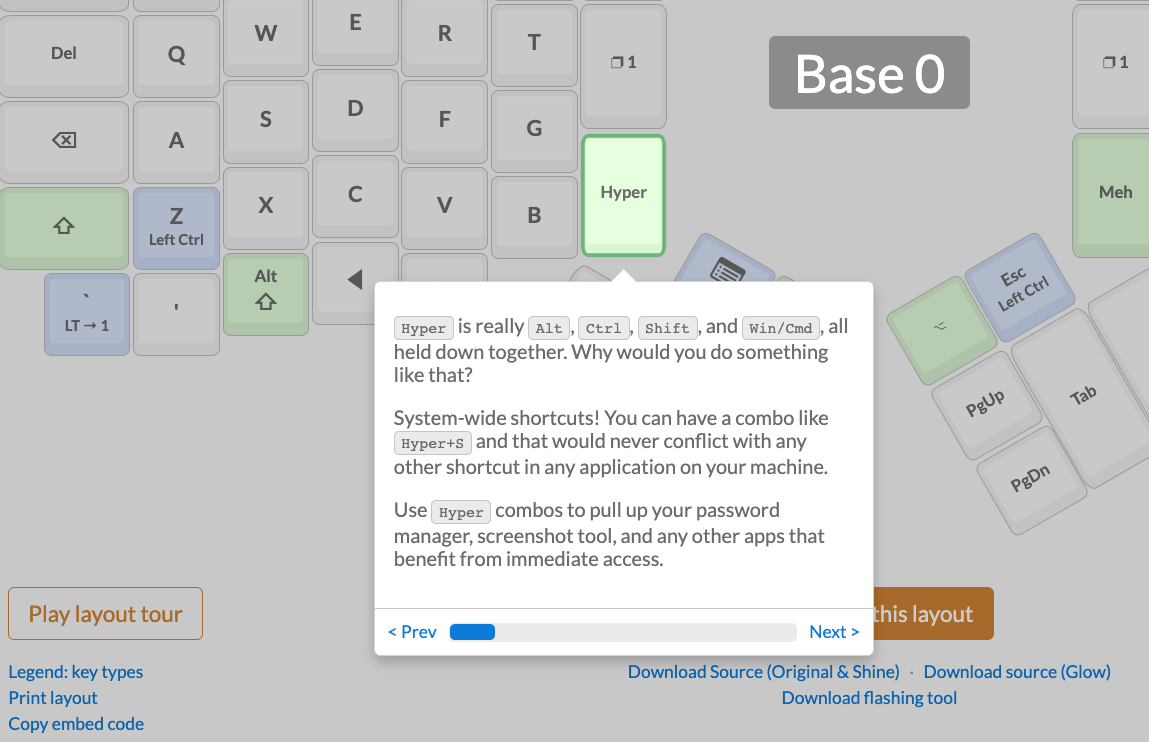 Del
Q
W
E
R
T
1
Base 0
1
A
S
D
F
G
Hyper
Meh
Z
Left Ctrl
X
C
V
B
`
LT → 1
'
Alt
Esc
Left Ctrl
PgUp
Tab
PgDn
Hyper is really Alt, Ctrl, Shift, and Win/Cmd, all
held down together. Why would you do something
like that?
System-wide shortcuts! You can have a combo like
Hyper+S and that would never conflict with any
other shortcut in any application on your machine.
Use Hyper combos to pull up your password
manager, screenshot tool, and any other apps that
benefit from immediate access.
< Prev
Next >
Play layout tour
this layout
Legend: key types
Print layout
Copy embed code
Download Source (Original & Shine) · Download source (Glow)
Download flashing tool